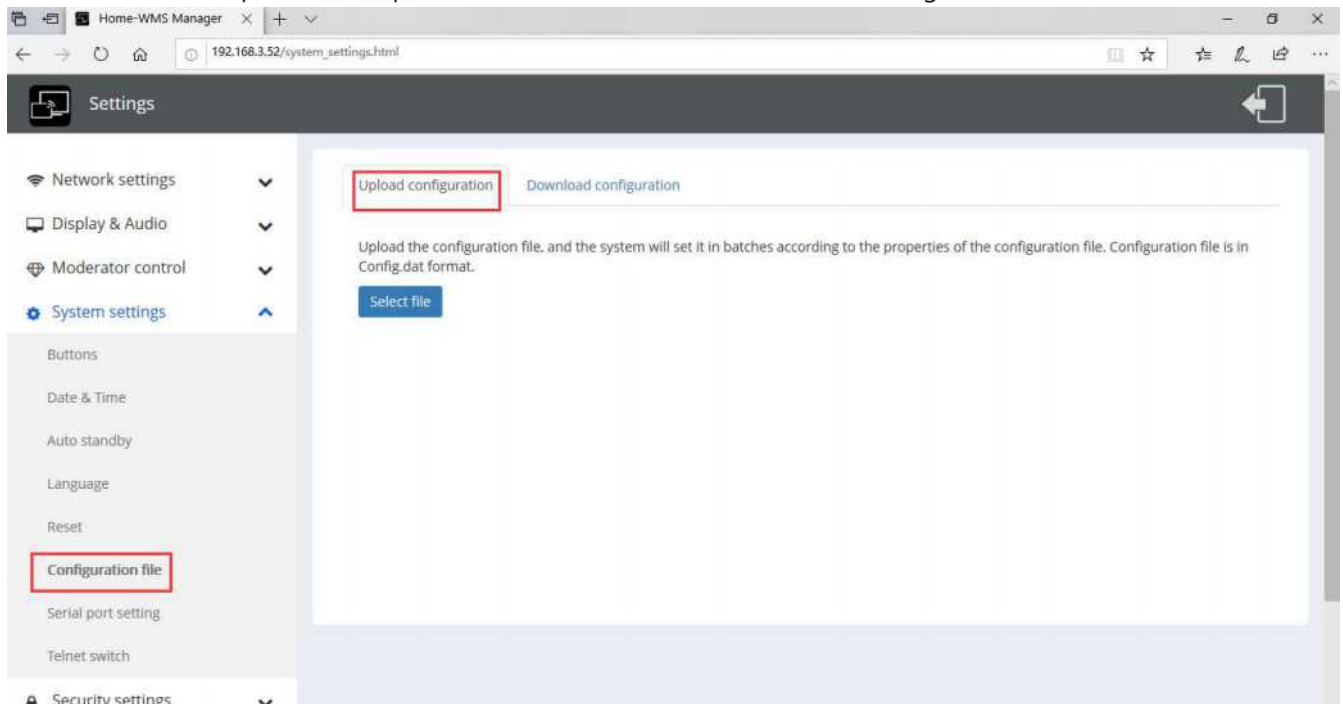 Home-WMS Manager
192.168.3.52/system_settings.html
Settings
Network settings
Display & Audio
Moderator control
System settings
Buttons
Date & Time
Auto standby
Language
Reset
Configuration file
Serial port setting
Telnet switch
Security settings
Upload configuration
Download configuration
Upload the configuration file, and the system will set it in batches according to the properties of the configuration file. Configuration file is in
Config.dat format.
Select file